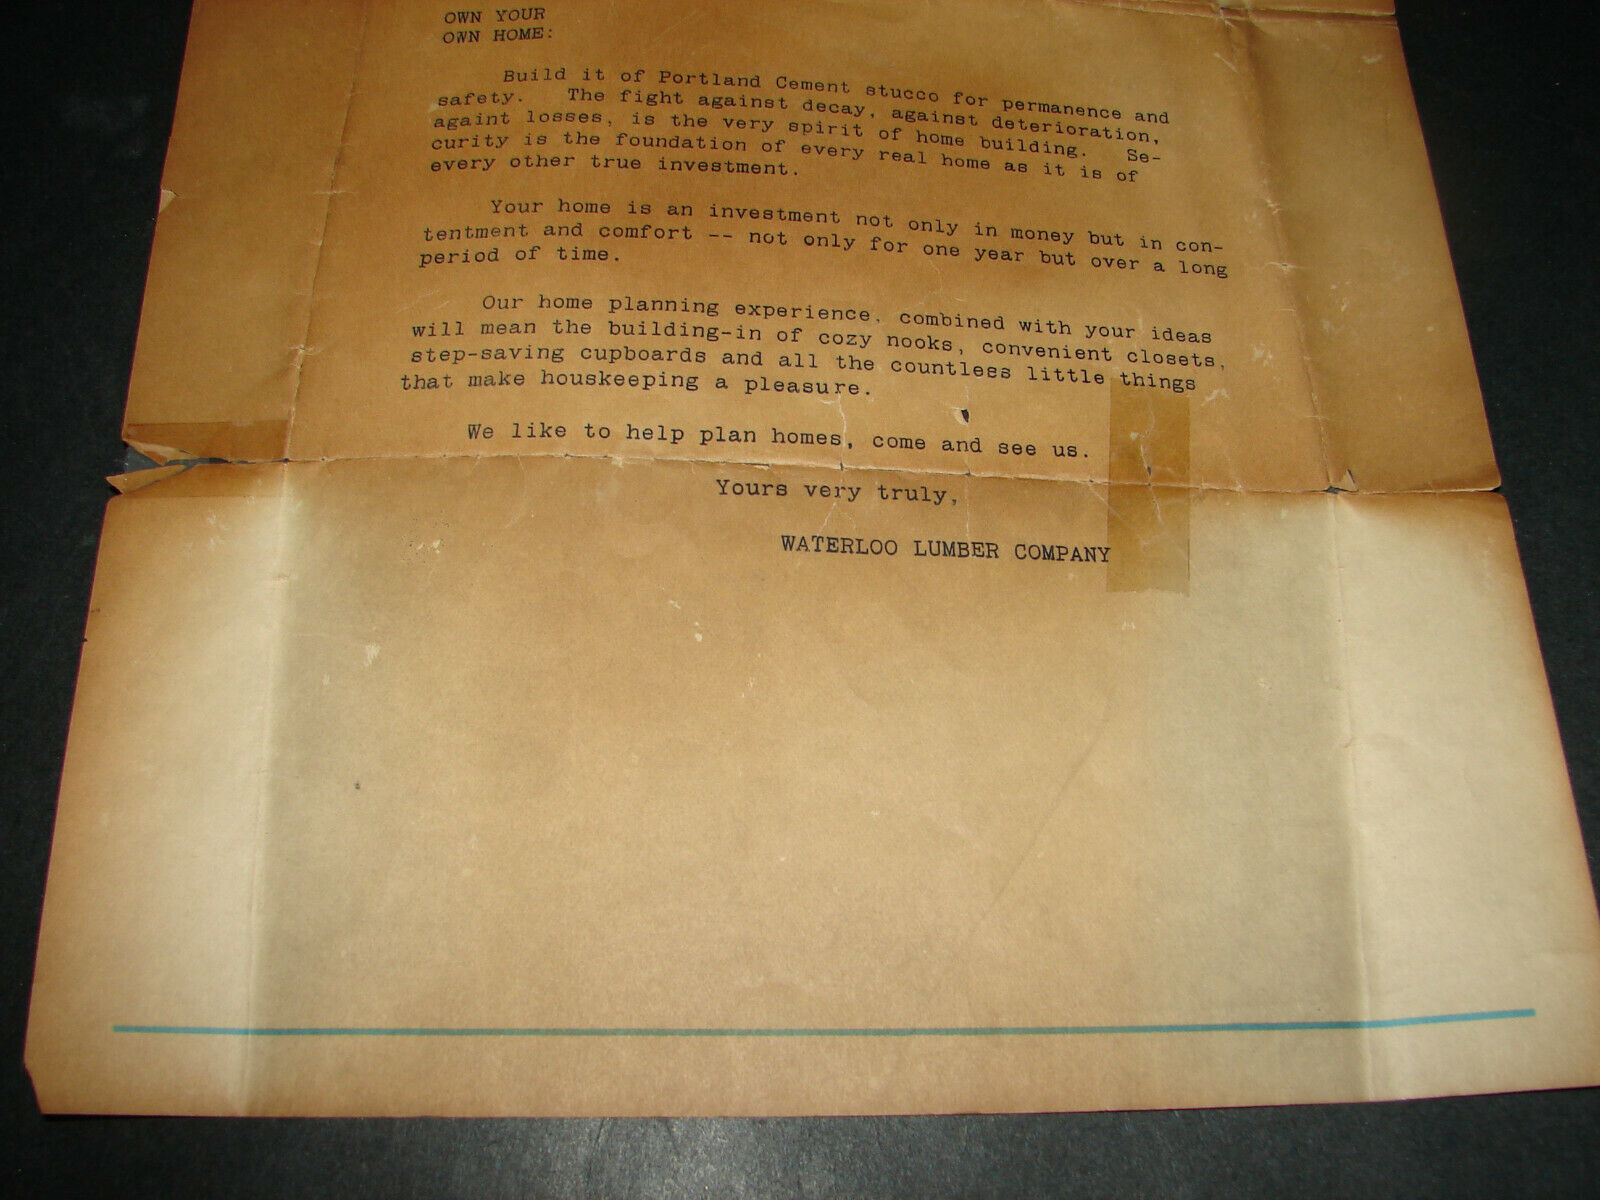 OWN YOUR
OWN HOME:
Build it of Portland Cement stucco for permanence and
safety. The fight against decay, against deterioration,
againt losses, is the very spirit of home building. Se-
curity is the foundation of every real home as it is of
every other true investment.
Your home is an investment not only in money but in con-
tentment and comfort -- not only for one year but over a long
period of time.
Our home planning experience, combined with your ideas
will mean the building-in of cozy nooks, convenient closets,
step-saving cupboards and all the countless little things
that make houskeeping a pleasure.
We like to help plan homes, come and see us.
Yours very truly,
WATERLOO LUMBER COMPANY